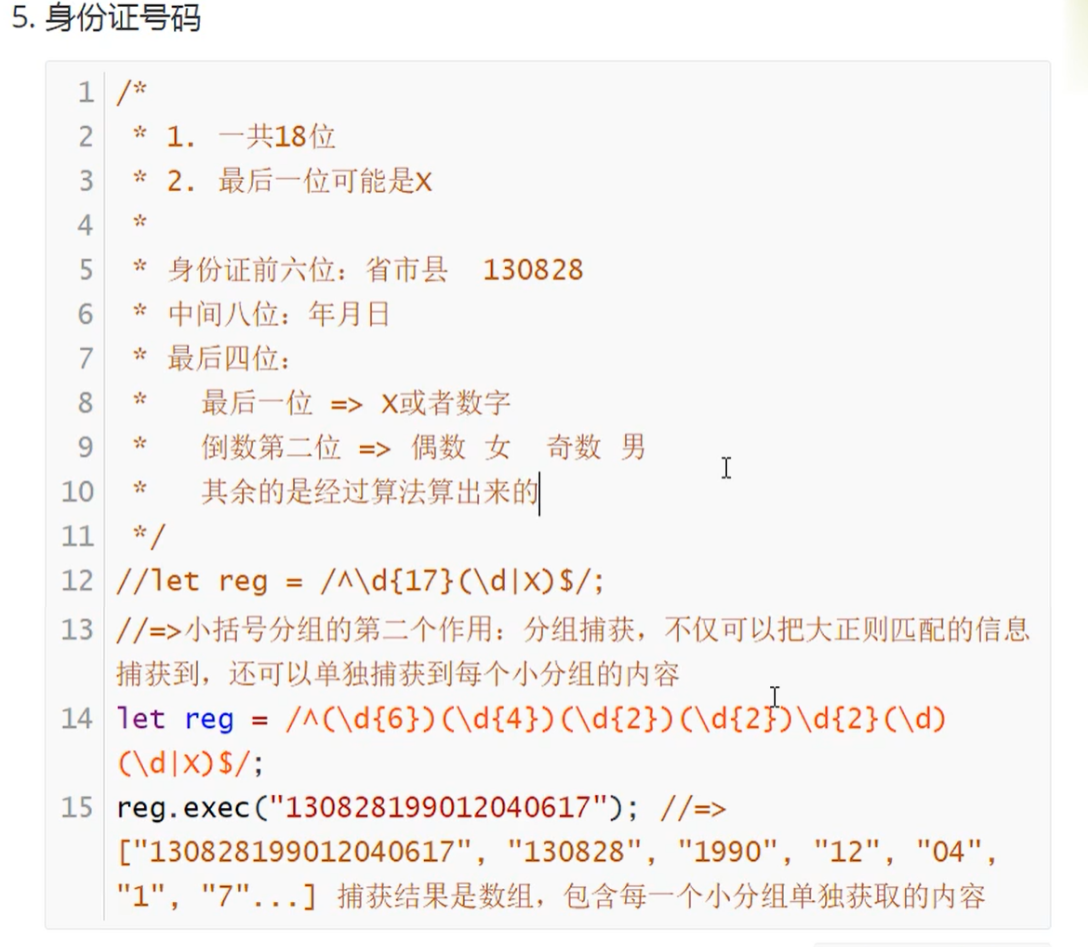 5. 身份证号码
1 /*
2  * 1. 一共18位
3  * 2. 最后一位可能是X
4  *
5  * 身份证前六位：省市县  130828
6  * 中间八位：年月日
7  * 最后四位：
8  *   最后一位 => X或者数字
9  *   倒数第二位 => 偶数 女  奇数 男
10  *   其余的是经过算法算出来的
11  */
12 //let reg = /^\d{17}(\d|X)$/;
13 //=>小括号分组的第二个作用：分组捕获，不仅可以把大正则匹配的信息
捕获到，还可以单独捕获到每个小分组的内容
14 let reg = /^(\d{6})(\d{4})(\d{2})(\d{2})\d{2}(\d)
(\d|X)$/;
15 reg.exec("130828199012040617"); //=>
["130828199012040617", "130828", "1990", "12", "04",
"1", "7"...] 捕获结果是数组，包含每一个小分组单独获取的内容